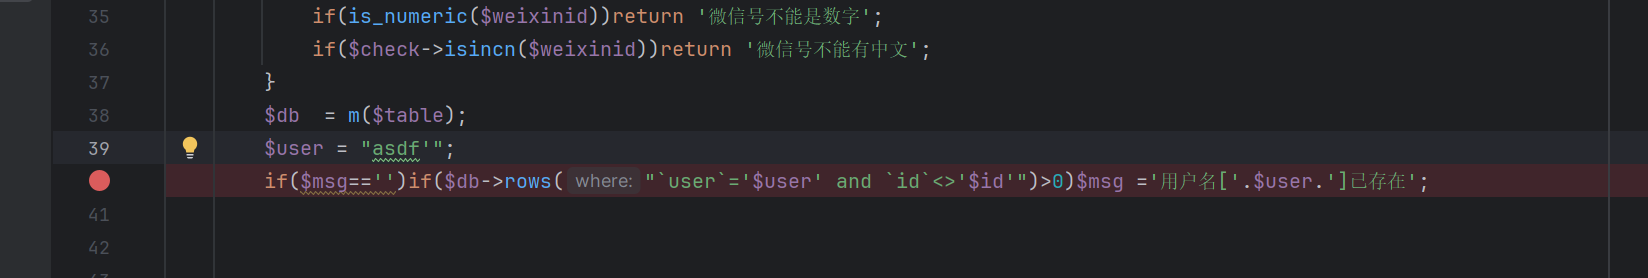 35 if(is_numeric($weixinid))return '微信号不能是数字';
36 if($check->isincn($weixinid))return '微信号不能有中文';
37 }
38 $db  = m($table);
39 $user = "asdf'";
if($msg=='')if($db->rows( where: "`user`='$user' and `id`<>'$id'")>0)$msg ='用户名['.$user.']已存在';
41
42